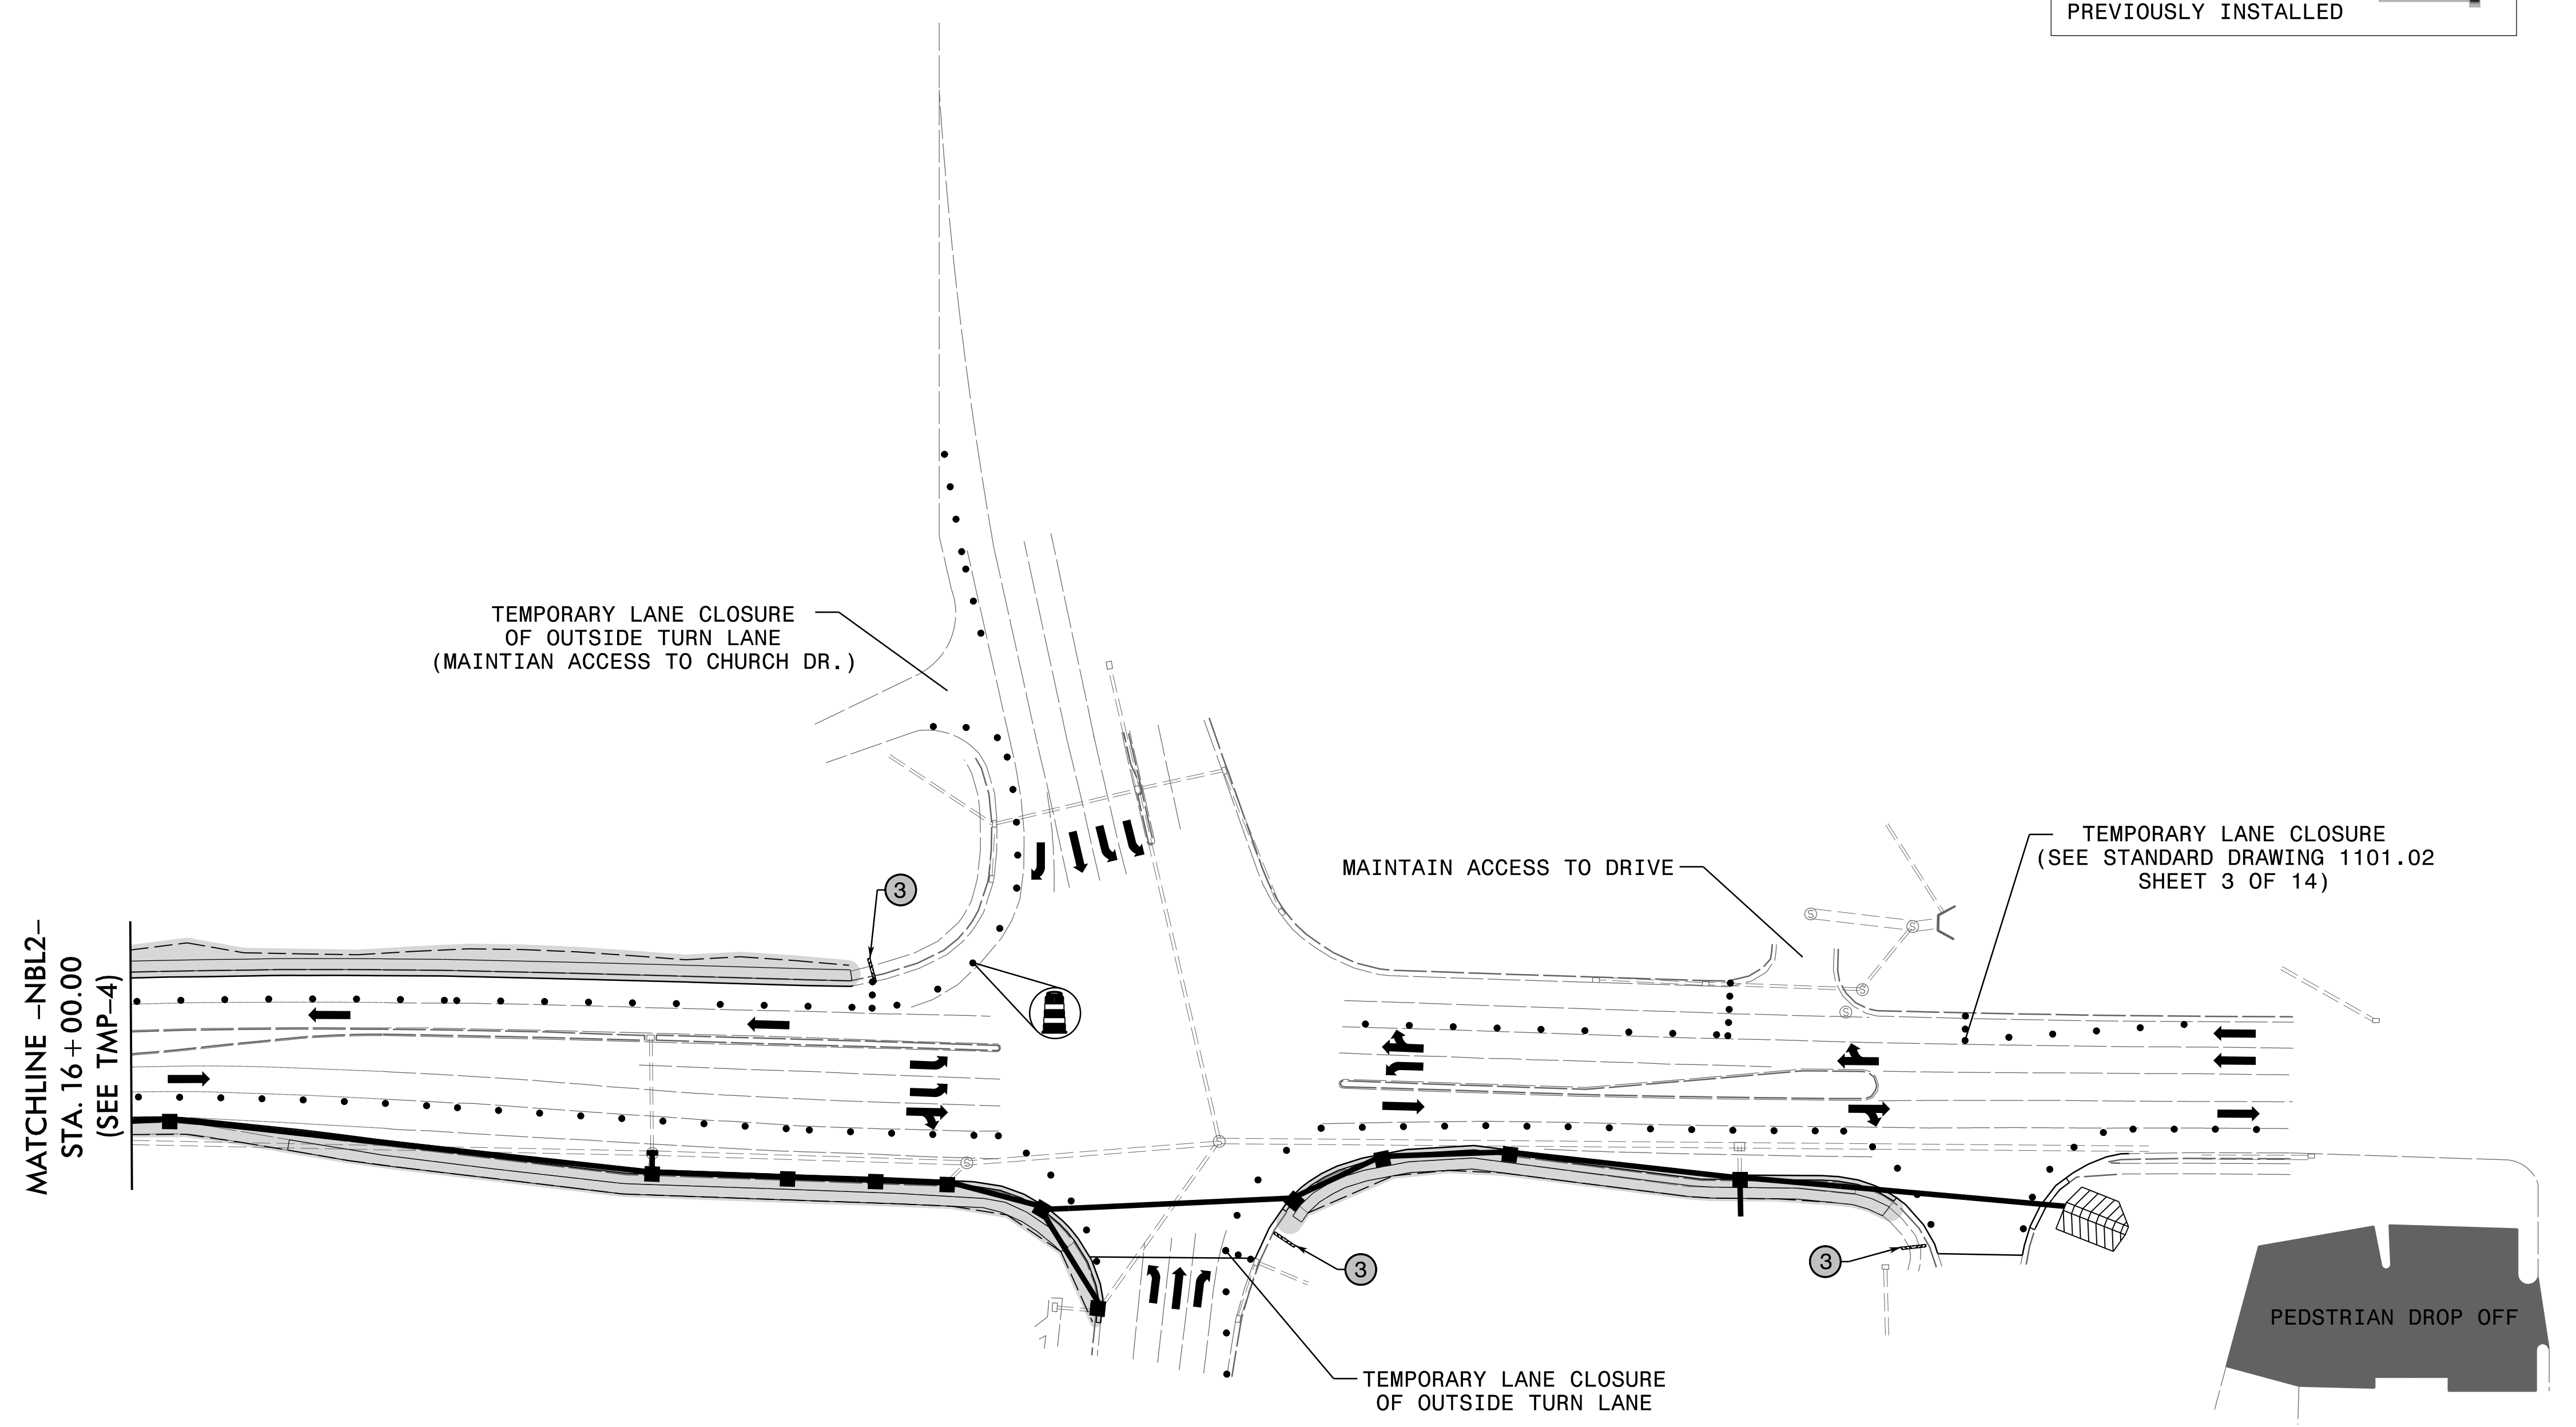 PREVIOUSLY INSTALLED
TEMPORARY LANE CLOSURE
OF OUTSIDE TURN LANE
(MAINTIAN ACCESS TO CHURCH DR.)
TEMPORARY LANE CLOSURE
(SEE STANDARD DRAWING 1101.02
SHEET 3 OF 14)
MAINTAIN ACCESS TO DRIVE
3
S
S
S
S
MATCHLINE –NBL2–
STA. 16+00.00
(SEE TMP–4)
S
S
3
3
PEDSTRIAN DROP OFF
TEMPORARY LANE CLOSURE
OF OUTSIDE TURN LANE